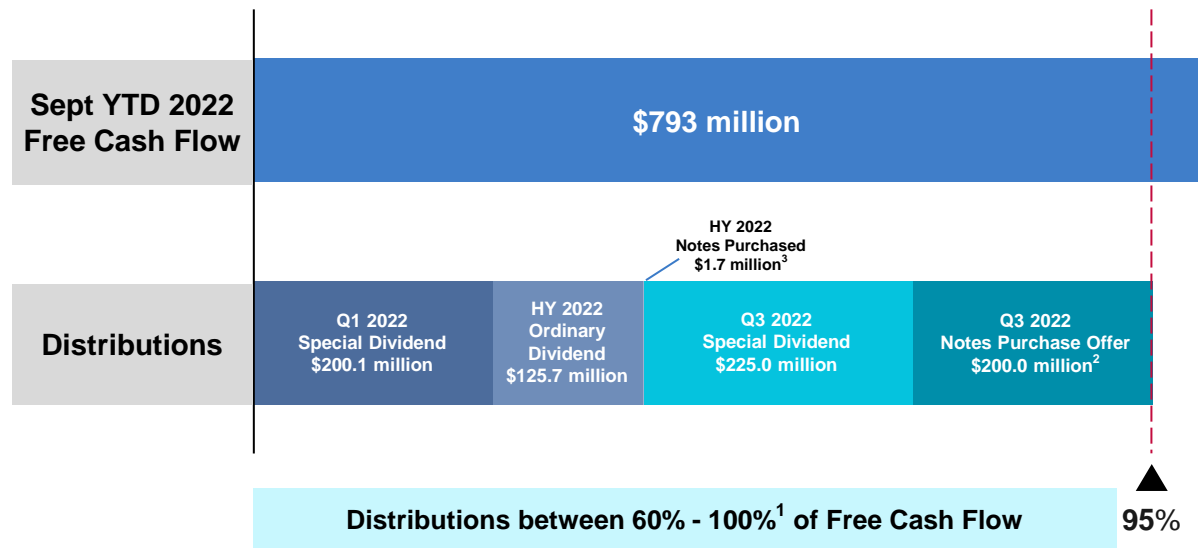 Sept YTD 2022
Free Cash Flow
$793 million
HY 2022
Notes Purchased
$1.7 million³
Distributions
Q1 2022
Special Dividend
$200.1 million
HY 2022
Ordinary
Dividend
$125.7 million
Q3 2022
Special Dividend
$225.0 million
Q3 2022
Notes Purchase Offer
$200.0 million²
Distributions between 60% - 100%¹ of Free Cash Flow
95%